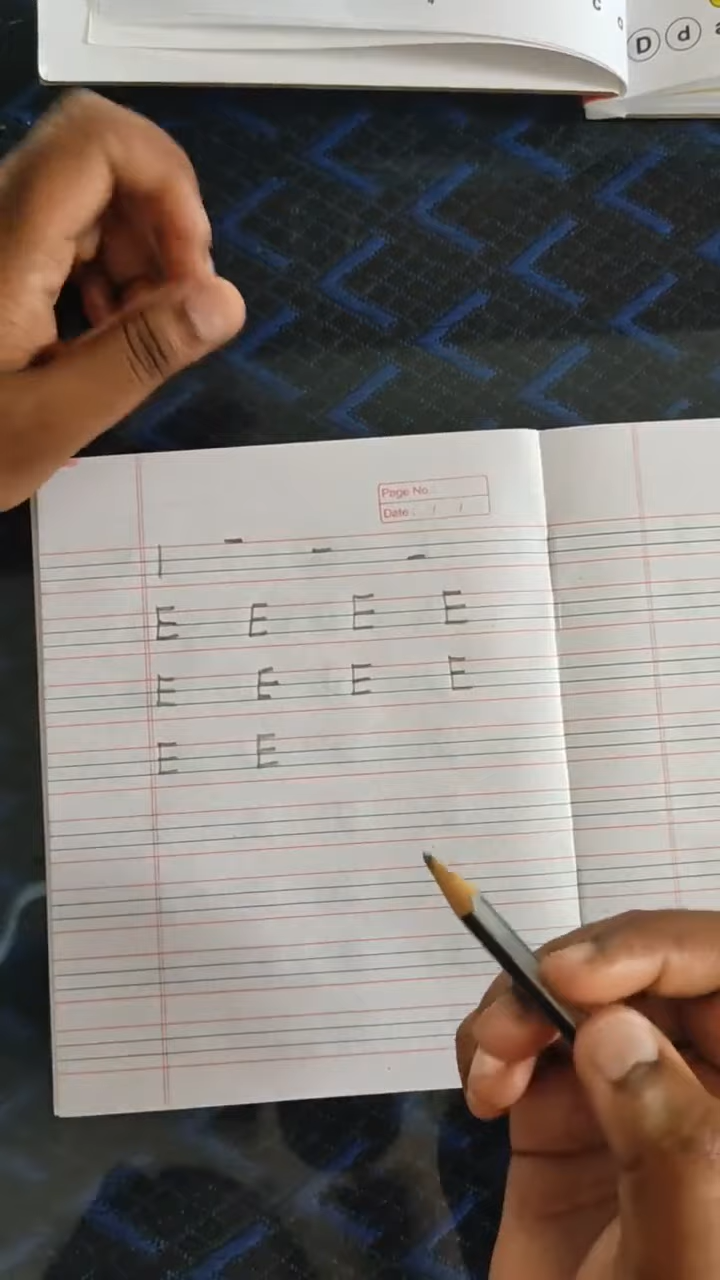 D d
Page No :
Date : / /
| - - -
E E E E
E E E E
E E